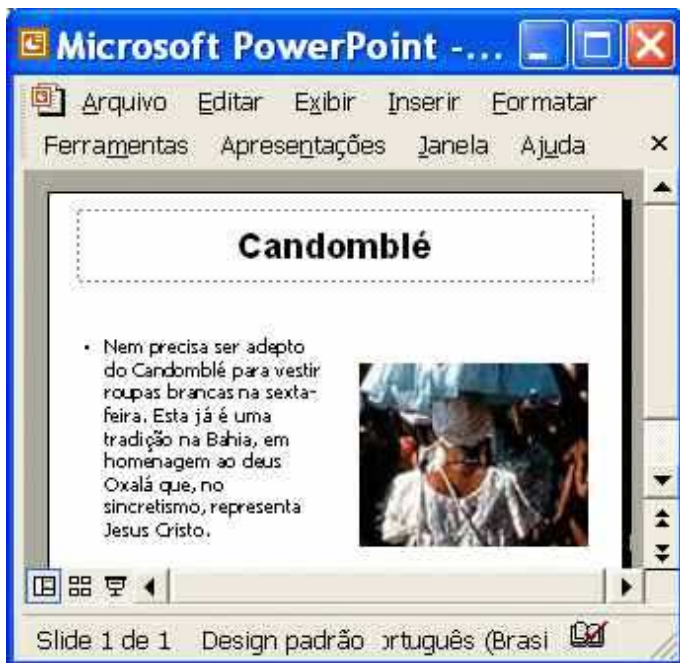 Microsoft PowerPoint -...
Arquivo Editar Exibir Inserir Formatar
Ferramentas Apresentações Janela Ajuda
Candomblé
• Nem precisa ser adepto
do Candomblé para vestir
roupas brancas na sexta-
feira. Esta já é uma
tradição na Bahia, em
homenagem ao deus
Oxalá que, no
sincretismo, representa
Jesus Cristo.
Slide 1 de 1 Design padrão ortuguês (Brasi